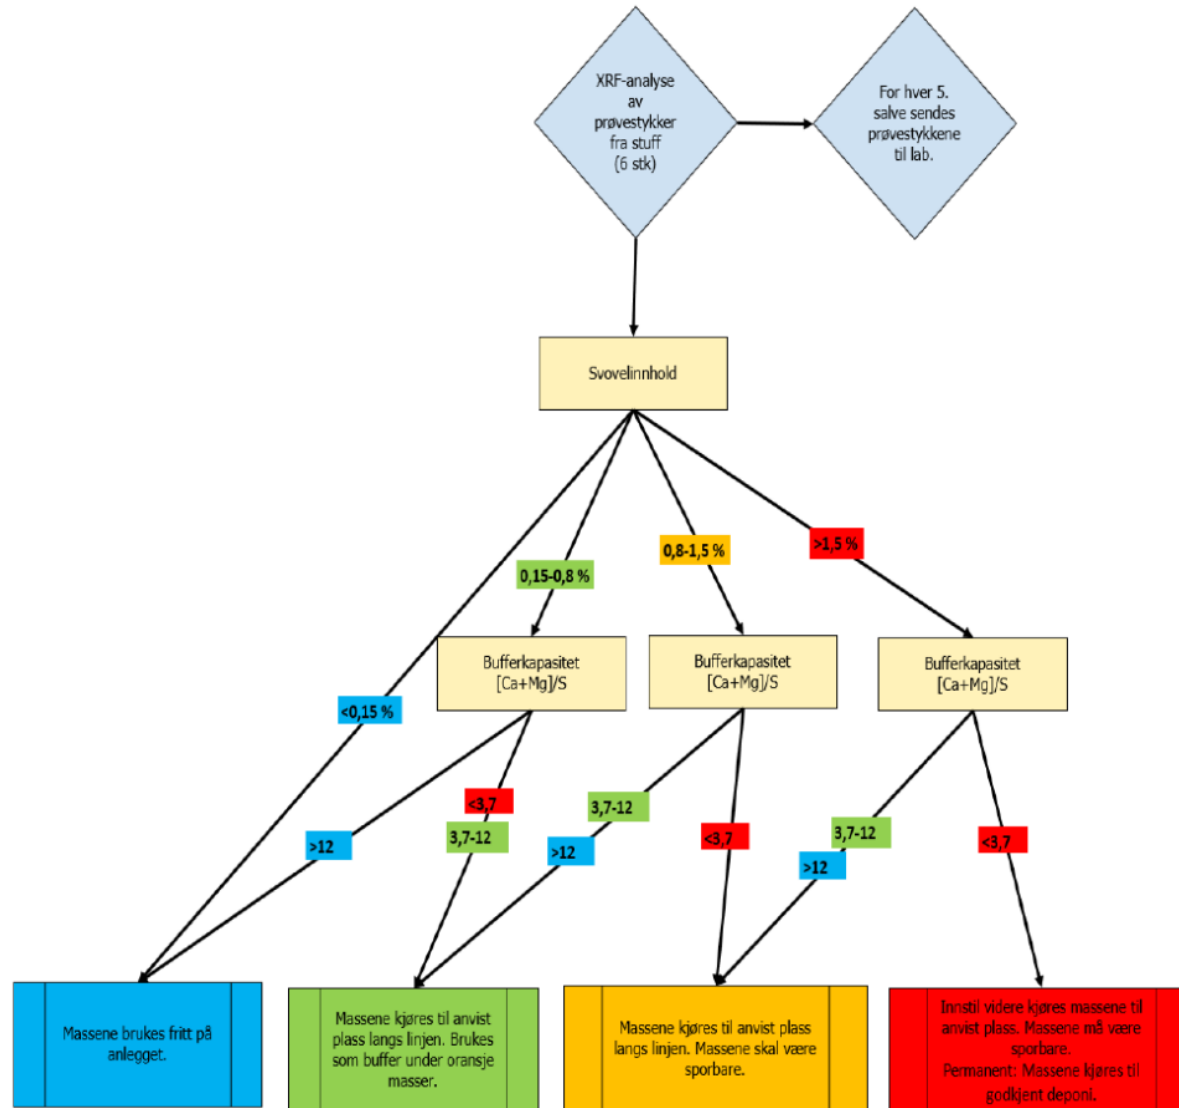 XRF-analyse
av
prøvestykker
fra stuff
(6 stk)
For hver 5.
salve sendes
prøvestykkene
til lab.
Svovelinnhold
>1,5 %
0,8-1,5 %
0,15-0,8 %
<0,15 %
Bufferkapasitet
[Ca+Mg]/S
Bufferkapasitet
[Ca+Mg]/S
Bufferkapasitet
[Ca+Mg]/S
>12
<3,7
3,7-12
3,7-12
>12
<3,7
3,7-12
>12
<3,7
Massene brukes fritt på
anlegget.
Massene kjøres til anvist
plass langs linjen. Brukes
som buffer under oransje
masser.
Massene kjøres til anvist plass
langs linjen. Massene skal være
sporbare.
Innstil videre kjøres massene til
anvist plass. Massene må være
sporbare.
Permanent: Massene kjøres til
godkjent deponi.